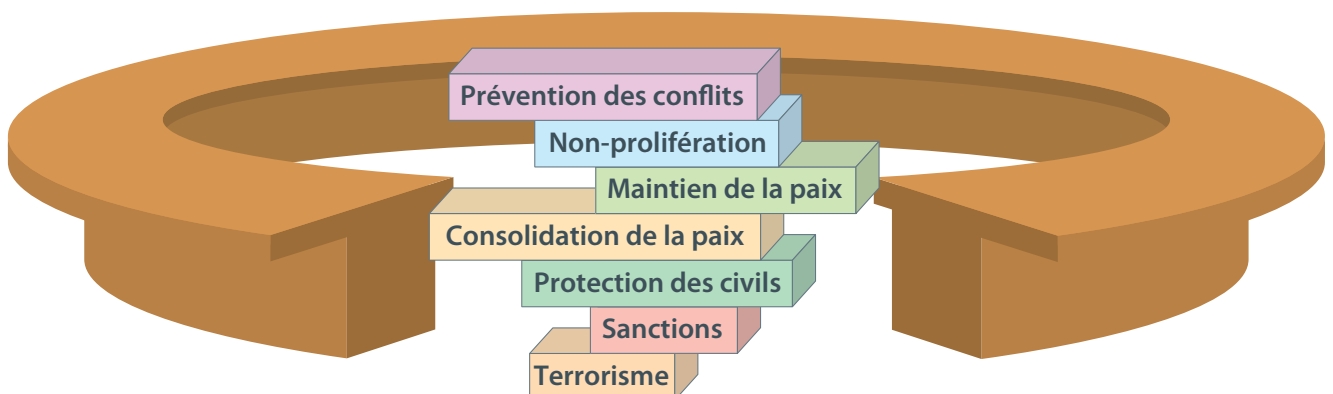 Prévention des conflits
Non-prolifération
Maintien de la paix
Consolidation de la paix
Protection des civils
Sanctions
Terrorisme